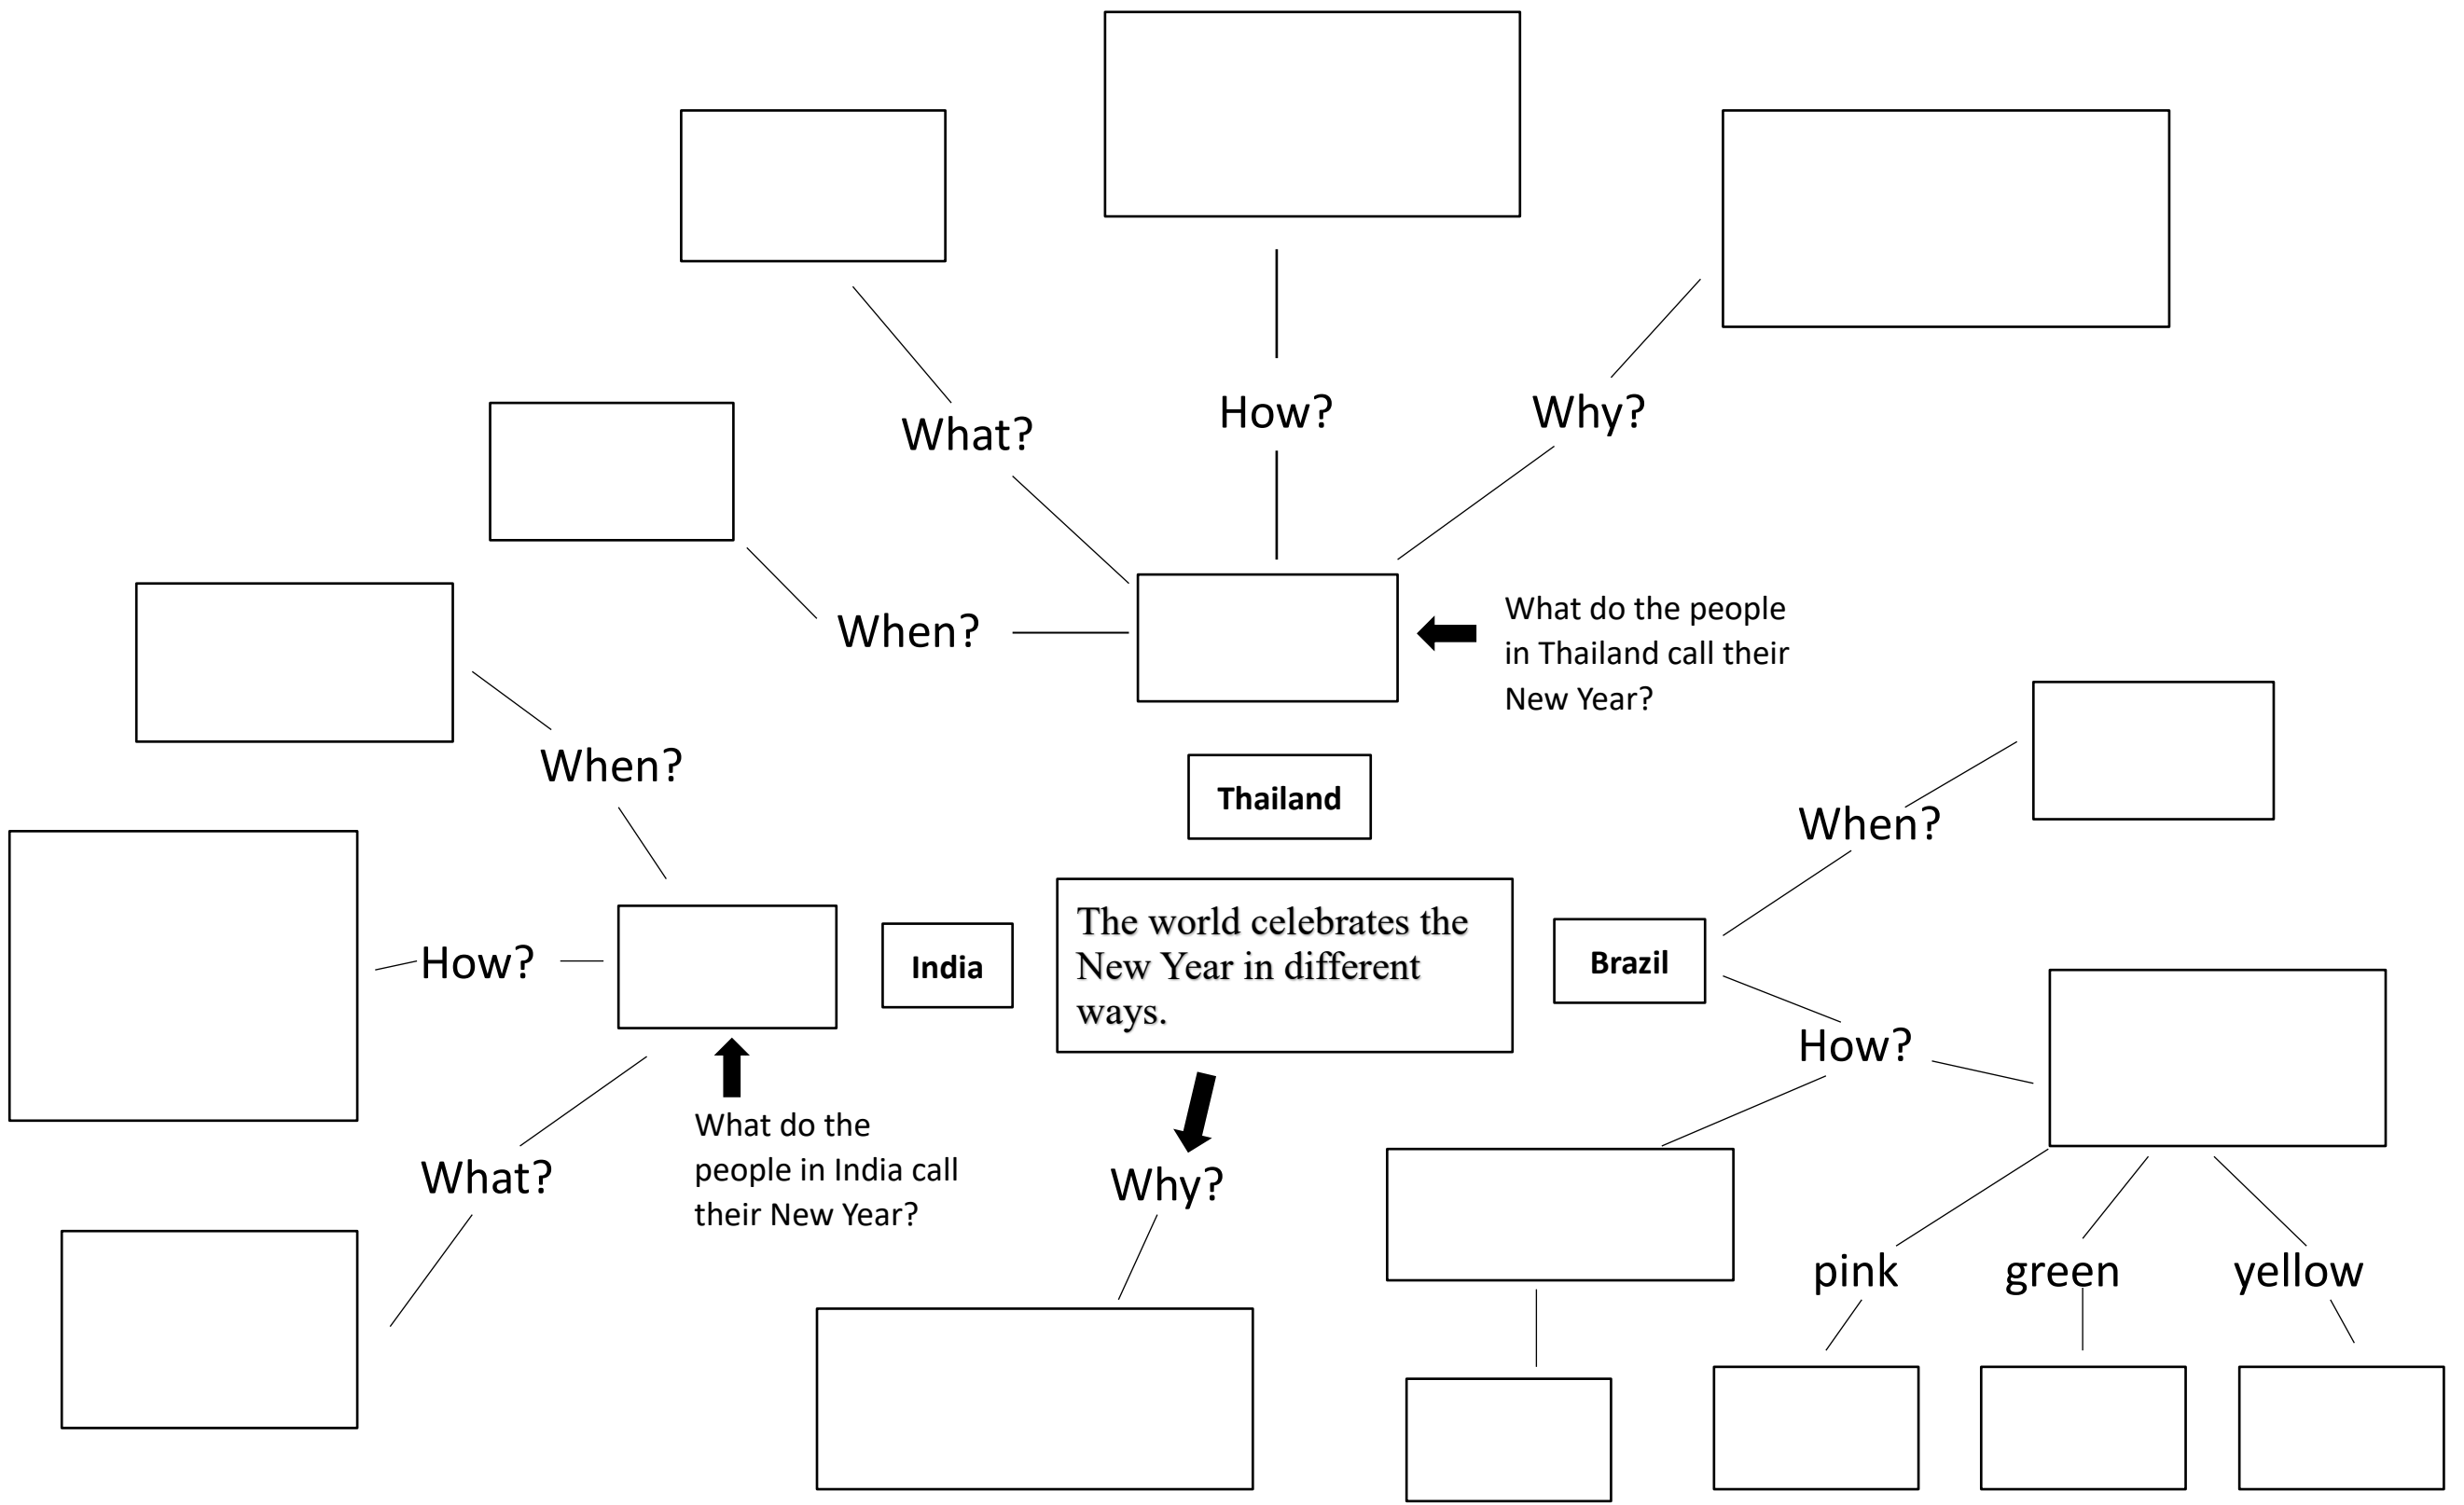 How?
Why?
What?
What do the people
in Thailand call their
New Year?
When?
When?
Thailand
When?
The world celebrates the
New Year in different
ways.
How?
India
Brazil
How?
What do the
people in India call
their New Year?
What?
Why?
pink
green
yellow